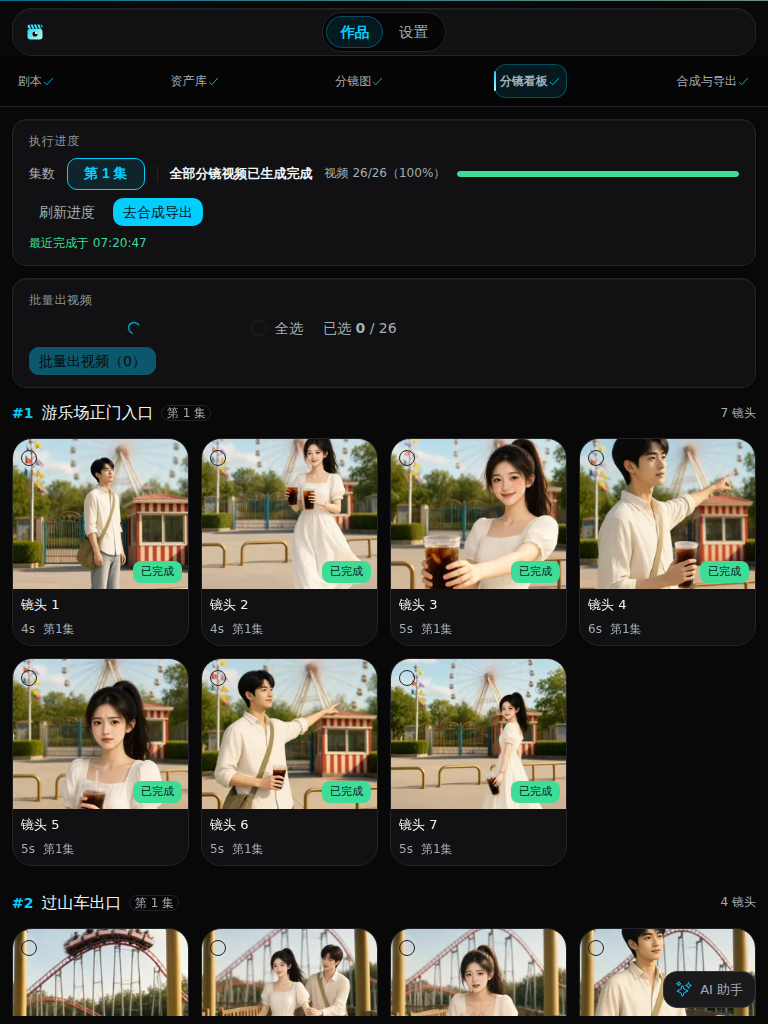 作品 设置
剧本 资产库 分镜图 分镜看板 合成与导出
执行进度
集数 第 1 集 全部分镜视频已生成完成 视频 26/26（100%）
刷新进度 去合成导出
最近完成于 07:20:47
批量出视频
全选 已选 0 / 26
批量出视频（0）
#1 游乐场正门入口 第 1 集 7 镜头
已完成 已完成 已完成 已完成
镜头 1 镜头 2 镜头 3 镜头 4
4s 第1集 4s 第1集 5s 第1集 6s 第1集
已完成 已完成 已完成
镜头 5 镜头 6 镜头 7
5s 第1集 5s 第1集 5s 第1集
#2 过山车出口 第 1 集 4 镜头
AI 助手